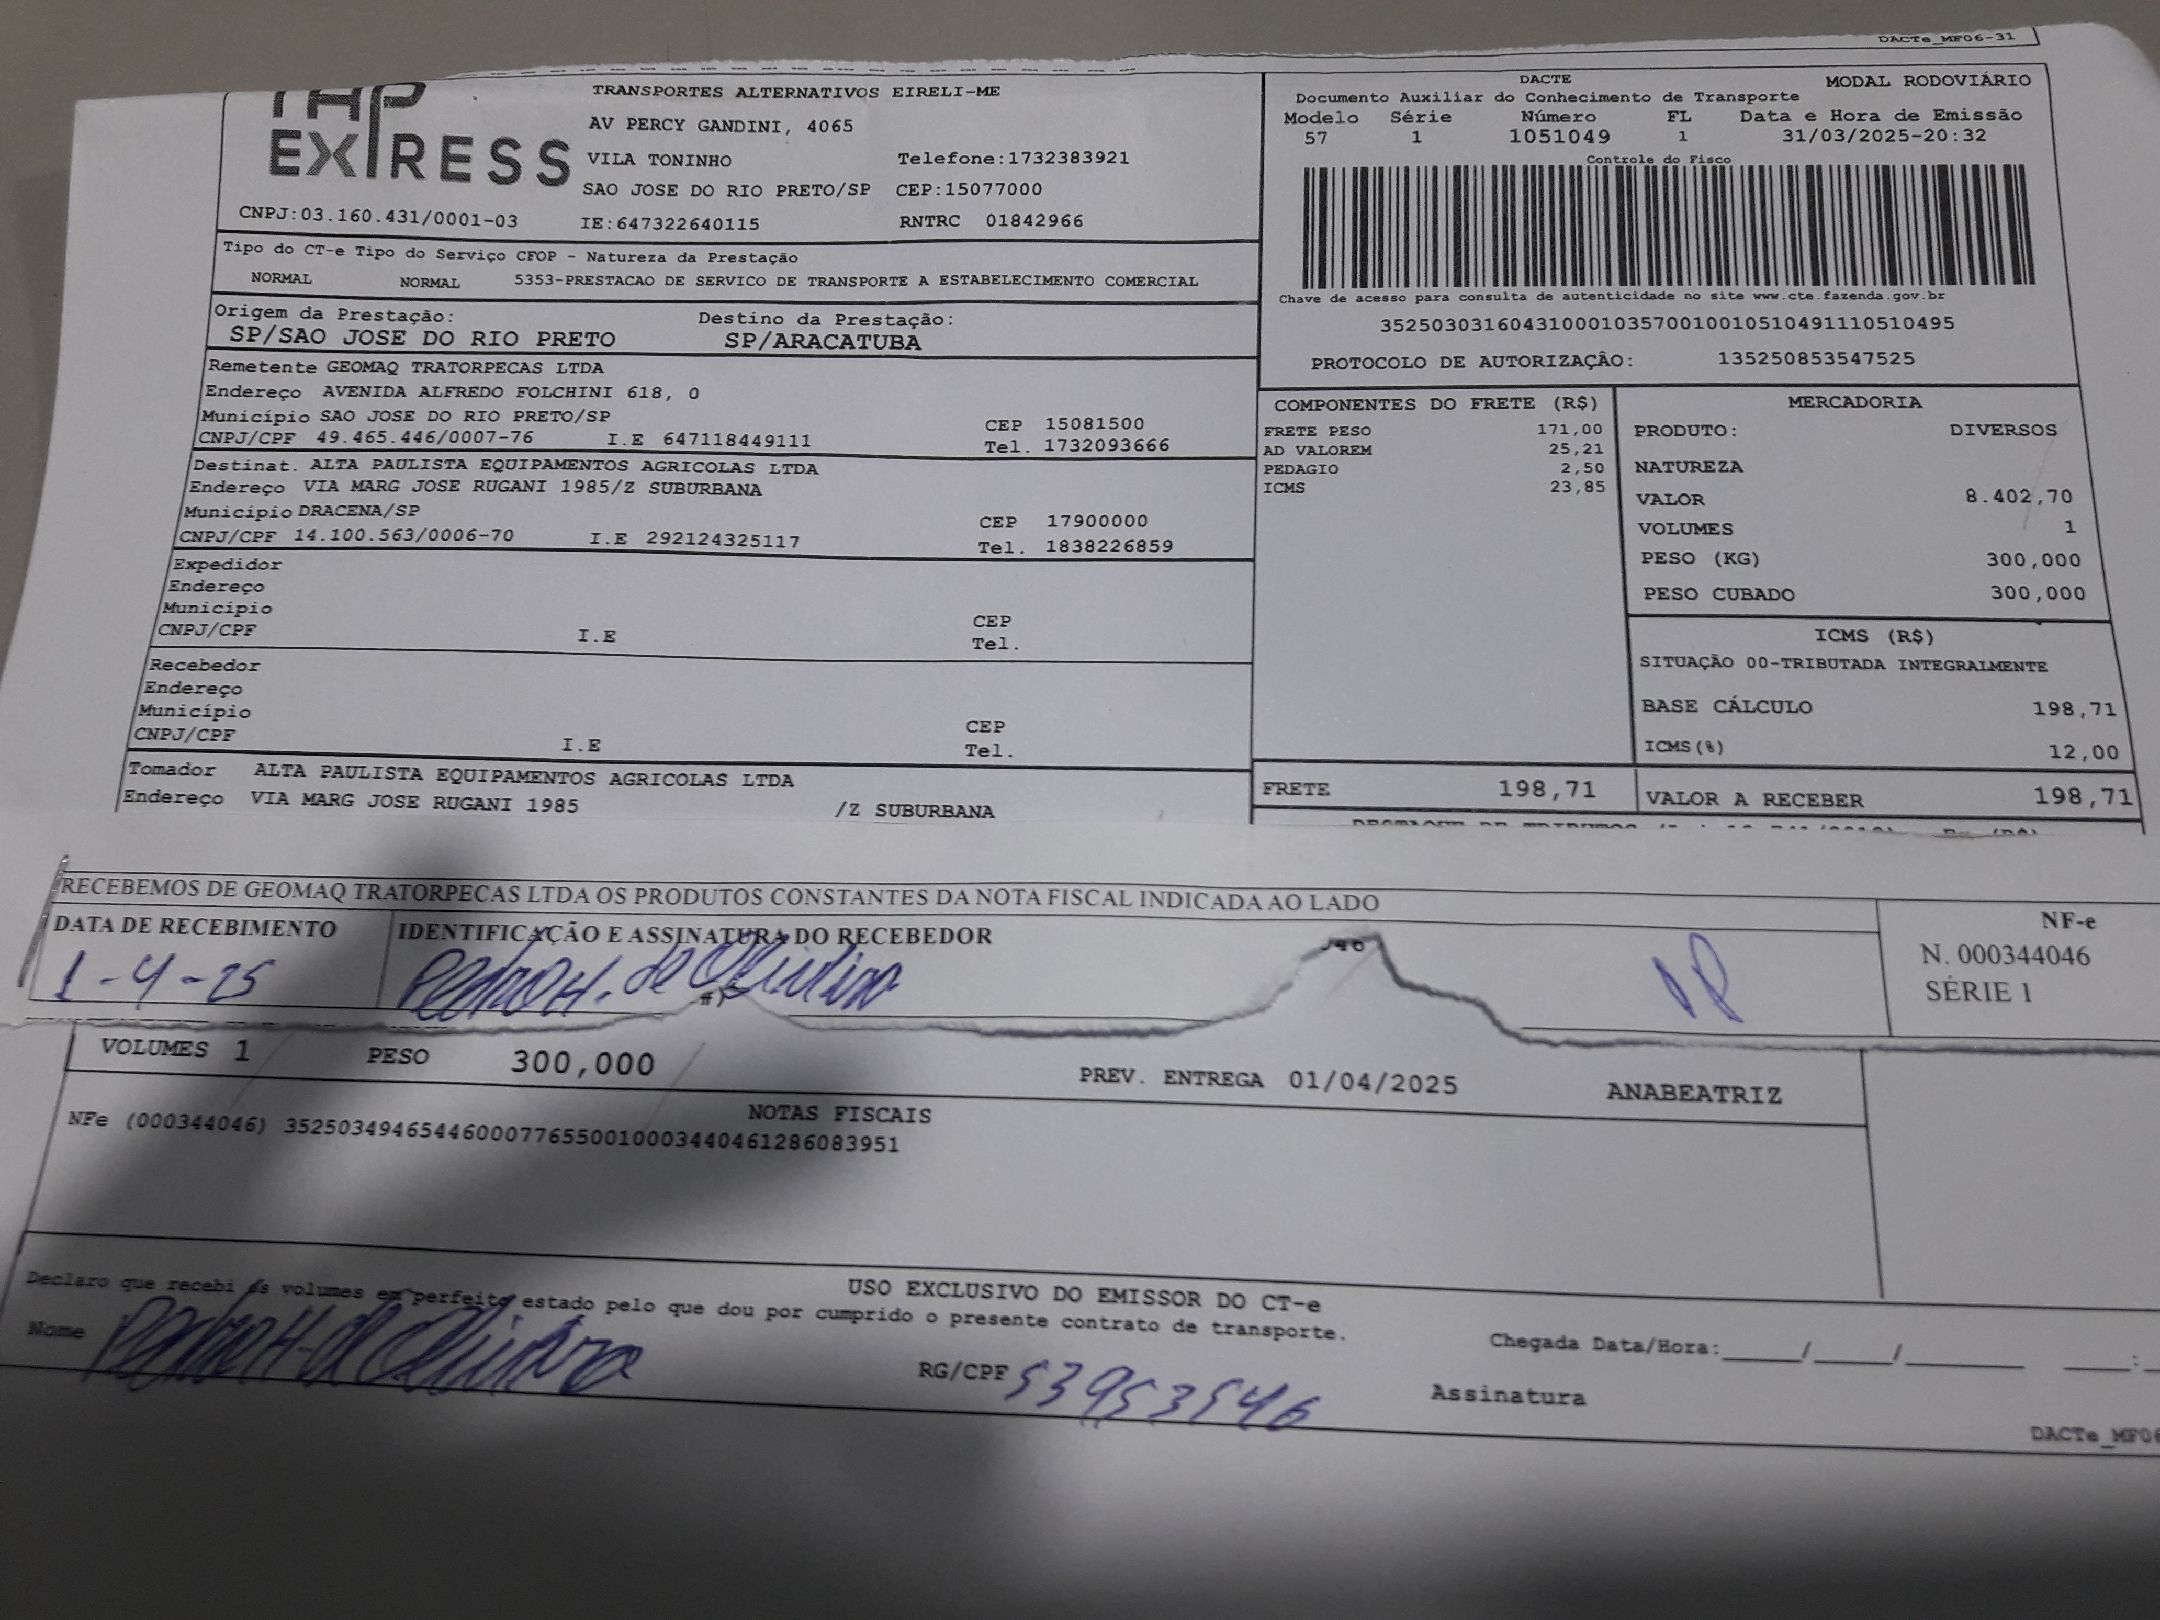 DACTe_MF06-31
TAP EXPRESS
TRANSPORTES ALTERNATIVOS EIRELI-ME
AV PERCY GANDINI, 4065
VILA TONINHO Telefone:1732383921
SAO JOSE DO RIO PRETO/SP CEP:15077000
CNPJ:03.160.431/0001-03 IE:647322640115 RNTRC 01842966
DACTE MODAL RODOVIÁRIO
Documento Auxiliar do Conhecimento de Transporte
Modelo Série Número FL Data e Hora de Emissão
57 1 1051049 1 31/03/2025-20:32
Controle do Fisco
Chave de acesso para consulta de autenticidade no site www.cte.fazenda.gov.br
35250303160431000103570010010510491110510495
PROTOCOLO DE AUTORIZAÇÃO: 135250853547525
Tipo do CT-e Tipo do Serviço CFOP - Natureza da Prestação
NORMAL NORMAL 5353-PRESTACAO DE SERVICO DE TRANSPORTE A ESTABELECIMENTO COMERCIAL
Origem da Prestação: Destino da Prestação:
SP/SAO JOSE DO RIO PRETO SP/ARACATUBA
Remetente GEOMAQ TRATORPECAS LTDA
Endereço AVENIDA ALFREDO FOLCHINI 618, 0
Município SAO JOSE DO RIO PRETO/SP CEP 15081500
CNPJ/CPF 49.465.446/0007-76 I.E 647118449111 Tel. 1732093666
Destinat. ALTA PAULISTA EQUIPAMENTOS AGRICOLAS LTDA
Endereço VIA MARG JOSE RUGANI 1985/Z SUBURBANA
Município DRACENA/SP CEP 17900000
CNPJ/CPF 14.100.563/0006-70 I.E 292124325117 Tel. 1838226859
Expedidor
Endereço
Município CEP
CNPJ/CPF I.E Tel.
Recebedor
Endereço
Município CEP
CNPJ/CPF I.E Tel.
Tomador ALTA PAULISTA EQUIPAMENTOS AGRICOLAS LTDA
Endereço VIA MARG JOSE RUGANI 1985 /Z SUBURBANA
COMPONENTES DO FRETE (R$)
FRETE PESO 171,00
AD VALOREM 25,21
PEDAGIO 2,50
ICMS 23,85
FRETE 198,71
MERCADORIA
PRODUTO: DIVERSOS
NATUREZA
VALOR 8.402,70
VOLUMES 1
PESO (KG) 300,000
PESO CUBADO 300,000
ICMS (R$)
SITUAÇÃO 00-TRIBUTADA INTEGRALMENTE
BASE CÁLCULO 198,71
ICMS(%) 12,00
VALOR A RECEBER 198,71
RECEBEMOS DE GEOMAQ TRATORPECAS LTDA OS PRODUTOS CONSTANTES DA NOTA FISCAL INDICADA AO LADO
DATA DE RECEBIMENTO IDENTIFICAÇÃO E ASSINATURA DO RECEBEDOR
1-4-25 Pedro H. de Oliveira
NF-e
N. 000344046
SÉRIE 1
VOLUMES 1 PESO 300,000 PREV. ENTREGA 01/04/2025 ANABEATRIZ
NOTAS FISCAIS
NFe (000344046) 35250349465446000776550010003440461286083951
USO EXCLUSIVO DO EMISSOR DO CT-e
Declaro que recebi os volumes em perfeito estado pelo que dou por cumprido o presente contrato de transporte.
Nome Pedro H. de Oliveira RG/CPF 53953546 Chegada Data/Hora:____/____/______ ____:
Assinatura
DACTe_MF06